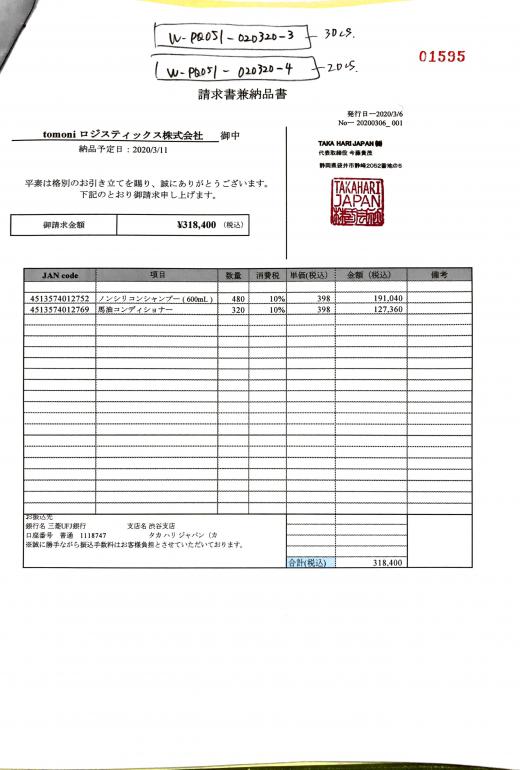 W-PQ051-020320-3 30cs.
W-PQ051-020320-4 20cs.
01595
請求書兼納品書
発行日―2020/3/6
No― 20200306_001
tomoni ロジスティックス株式会社 御中
納品予定日：2020/3/11
TAKA HARI JAPAN ㈱
代表取締役 今藤貴茂
静岡県袋井市静崎2052番地の5
TAKAHARI
JAPAN
平素は格別のお引き立てを賜り、誠にありがとうございます。
下記のとおり御請求申し上げます。
御請求金額 ¥318,400 (税込)
JAN code 項目 数量 消費税 単価(税込) 金額（税込） 備考
4513574012752 ノンシリコンシャンプー ( 600mL ) 480 10% 398 191,040
4513574012769 馬油コンディショナー 320 10% 398 127,360
お振込先
銀行名 三菱UFJ銀行 支店名 渋谷支店
口座番号 普通 1118747 タカ ハリ ジャパン（カ
※誠に勝手ながら振込手数料はお客様負担とさせていただいております。
合計(税込) 318,400